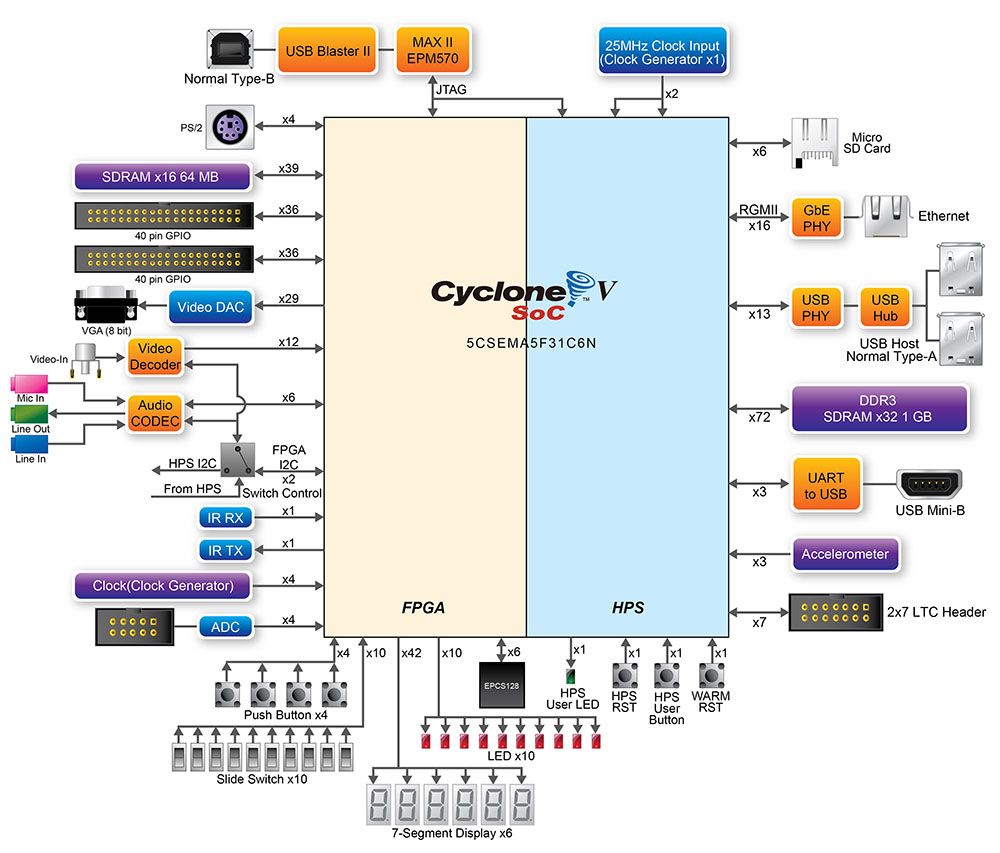 Normal Type-B
USB Blaster II
MAX II
EPM570
JTAG
25MHz Clock Input
(Clock Generator x1)
x2
PS/2
x4
SDRAM x16 64 MB
x39
x36
40 pin GPIO
x36
40 pin GPIO
Video DAC
x29
VGA (8 bit)
Video-In
Video
Decoder
x12
Mic In
Line Out
Line In
Audio
CODEC
x6
HPS I2C
From HPS
FPGA
I2C
x2
Switch Control
IR RX
x1
IR TX
x1
Clock(Clock Generator)
x4
ADC
x4
Cyclone V
TM
SoC
5CSEMA5F31C6N
FPGA
HPS
x6
Micro
SD Card
RGMII
x16
GbE
PHY
Ethernet
x13
USB
PHY
USB
Hub
USB Host
Normal Type-A
x72
DDR3
SDRAM x32 1 GB
x3
UART
to USB
USB Mini-B
x3
Accelerometer
x7
2x7 LTC Header
x4
x10
x42
x10
x6
x1
x1
x1
x1
Push Button x4
Slide Switch x10
EPCS128
LED x10
7-Segment Display x6
HPS
User LED
HPS
RST
HPS
User
Button
WARM
RST